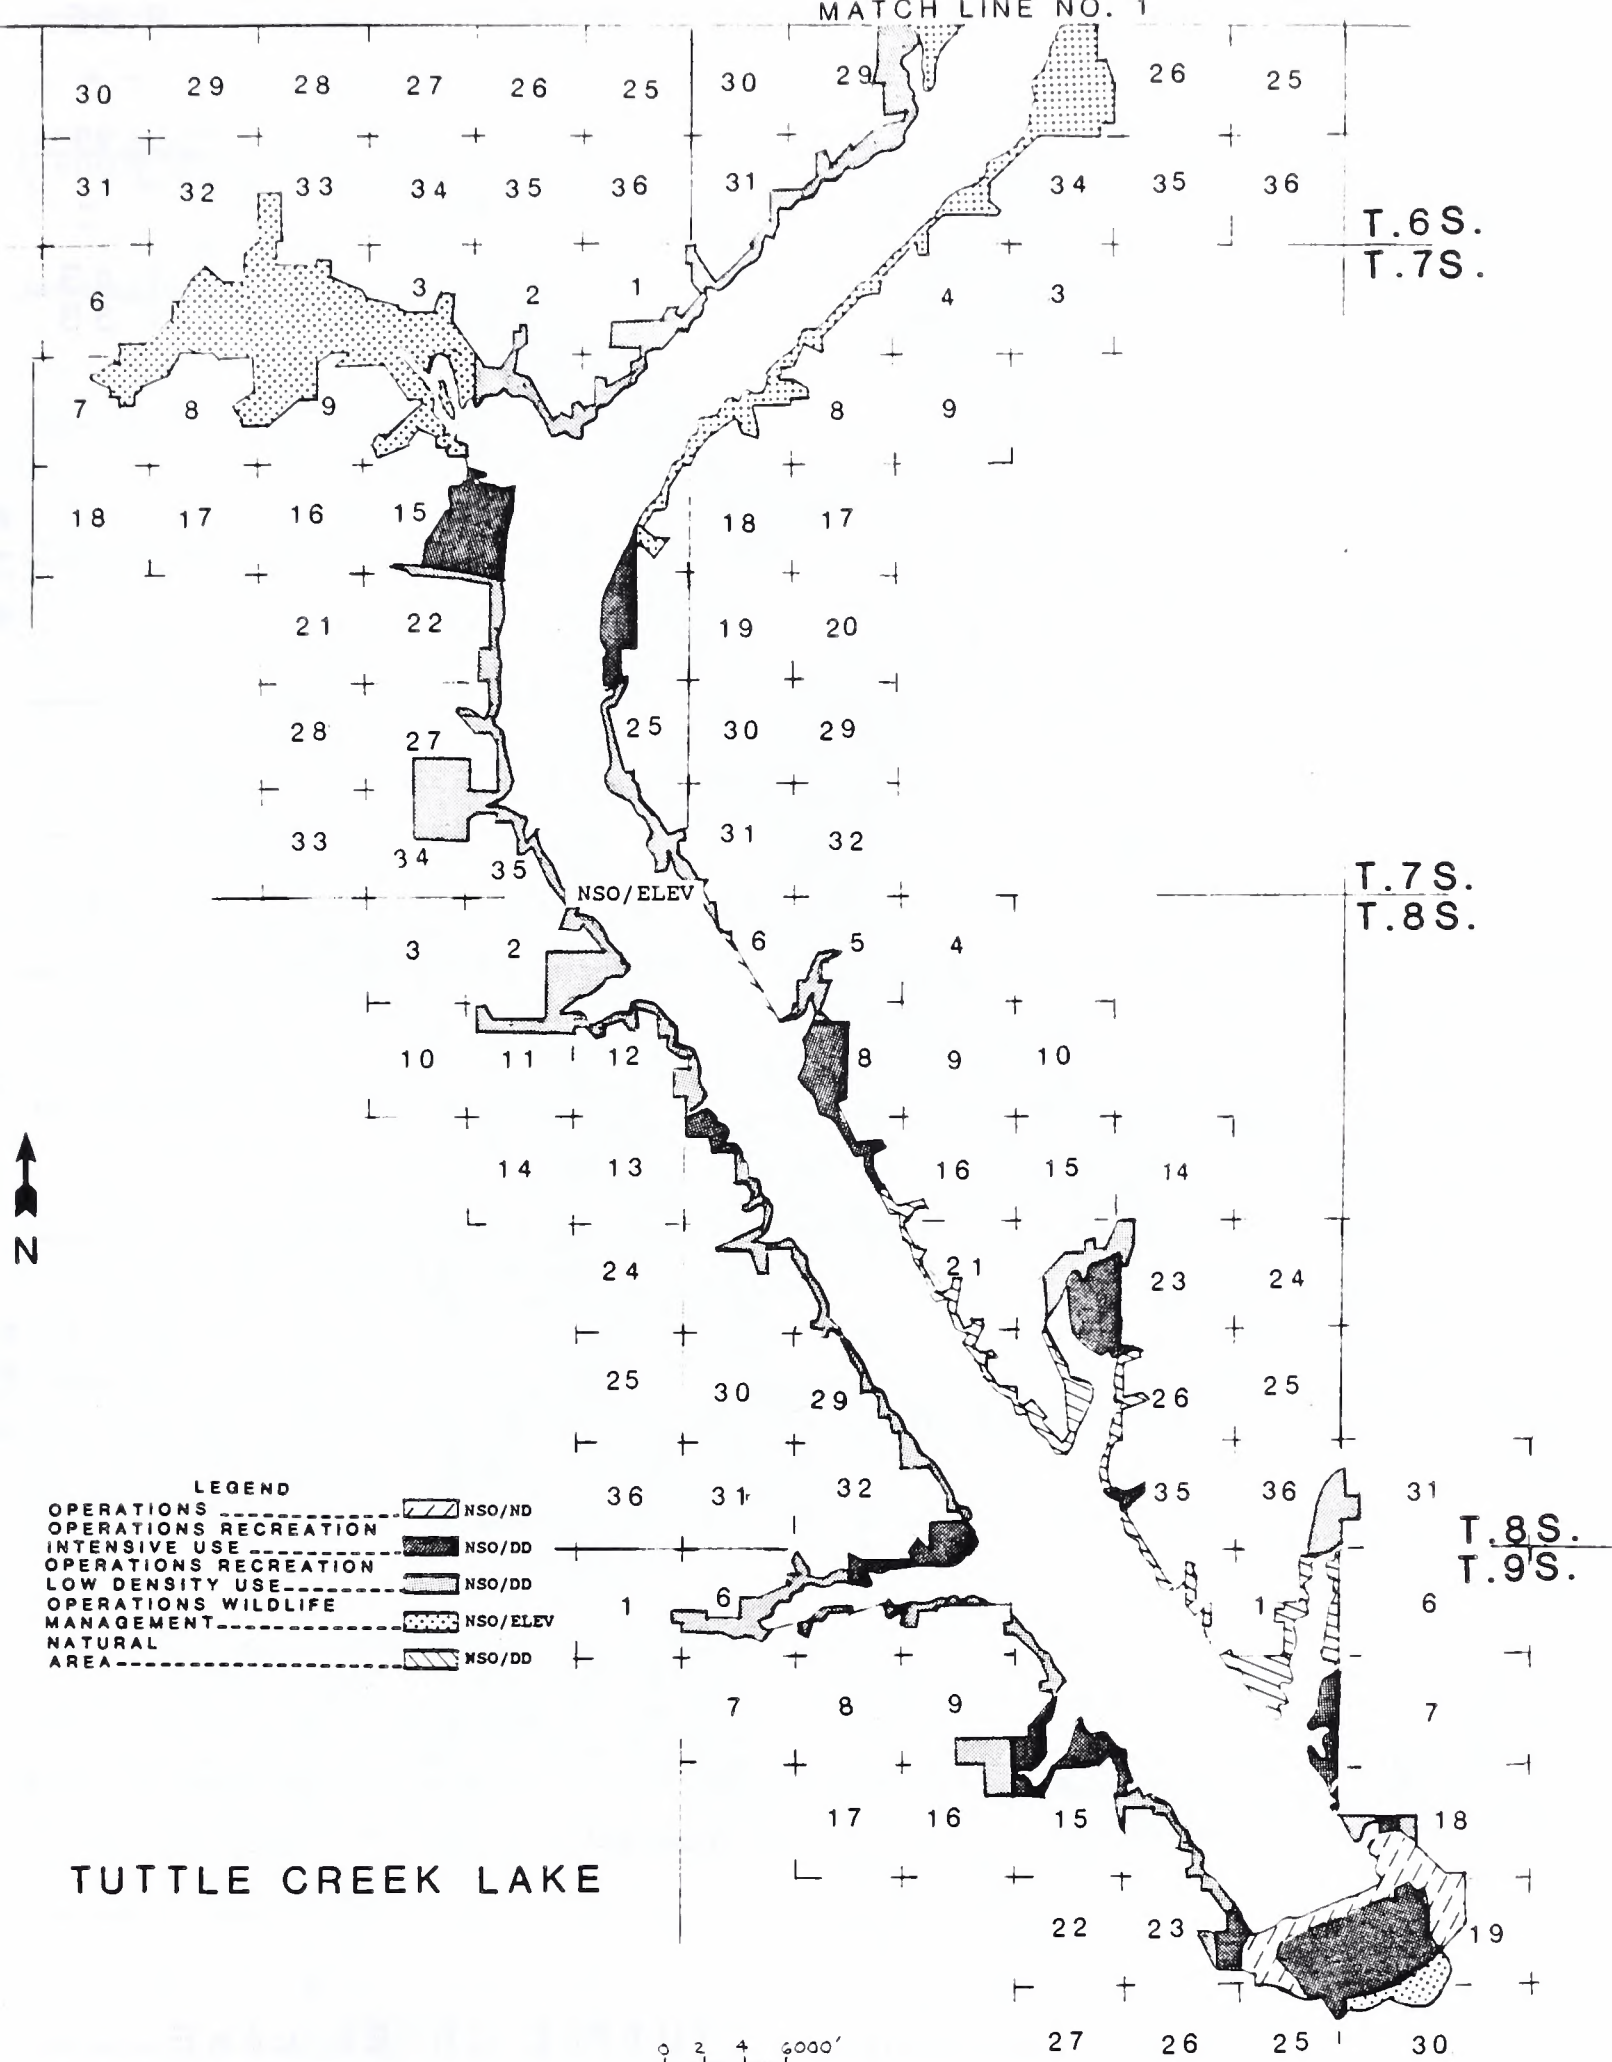 MATCH LINE NO. 1
30 29 28 27 26 25 30 29 26 25
31 32 33 34 35 36 31 34 35 36
T.6S.
T.7S.
6 3 2 1 4 3
7 8 9 8 9
18 17 16 15 18 17
21 22 19 20
28 27 25 30 29
33 34 35 31 32
T.7S.
NSO/ELEV
T.8S.
3 2 6 5 4
10 11 12 8 9 10
14 13 16 15 14
N
24 21 23 24
25 30 29 26 25
36 31 32 35 36 31
LEGEND
OPERATIONS NSO/ND
OPERATIONS RECREATION
INTENSIVE USE NSO/DD
OPERATIONS RECREATION
LOW DENSITY USE NSO/DD
OPERATIONS WILDLIFE
MANAGEMENT NSO/ELEV
NATURAL
AREA NSO/DD
T.8S.
T.9S.
1 6 1 6
7 8 9 7
17 16 15 18
TUTTLE CREEK LAKE
22 23 19
27 26 25 30
0 2 4 6000'